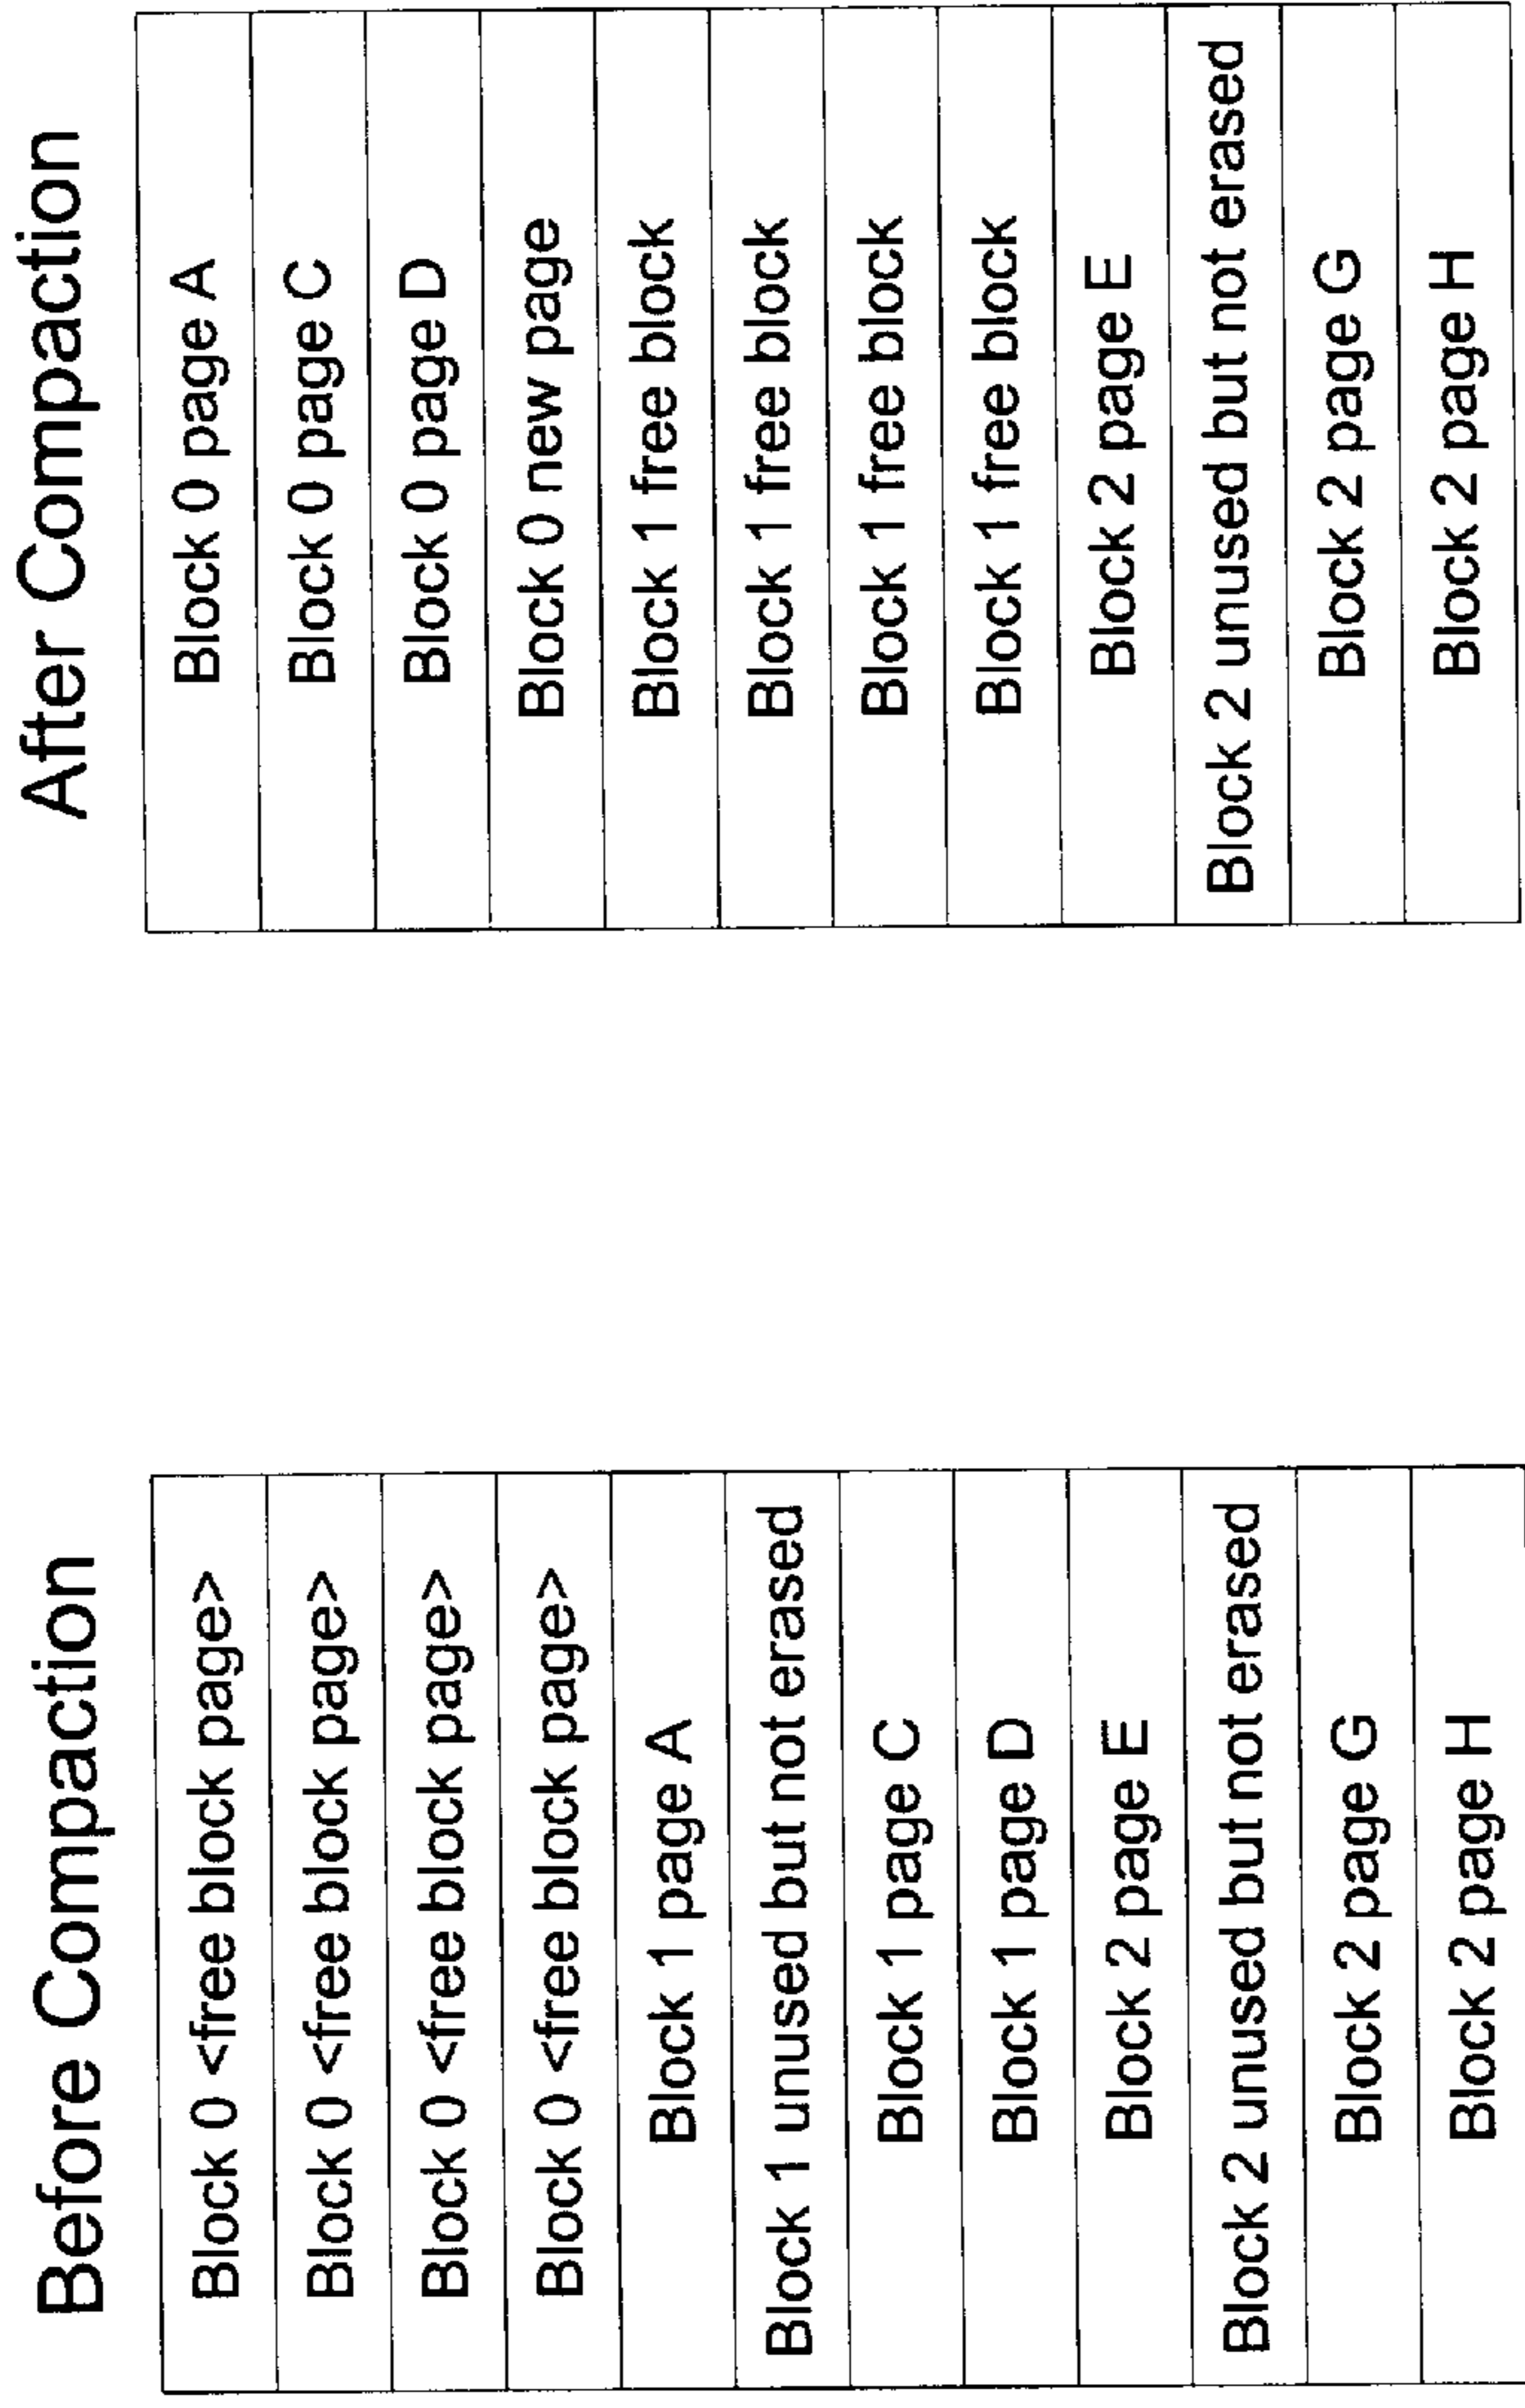 Before Compaction
Block 0 <free block page>
Block 0 <free block page>
Block 0 <free block page>
Block 0 <free block page>
Block 1 page A
Block 1 unused but not erased
Block 1 page C
Block 1 page D
Block 2 page E
Block 2 unused but not erased
Block 2 page G
Block 2 page H
After Compaction
Block 0 page A
Block 0 page C
Block 0 page D
Block 0 new page
Block 1 free block
Block 1 free block
Block 1 free block
Block 1 free block
Block 2 page E
Block 2 unused but not erased
Block 2 page G
Block 2 page H